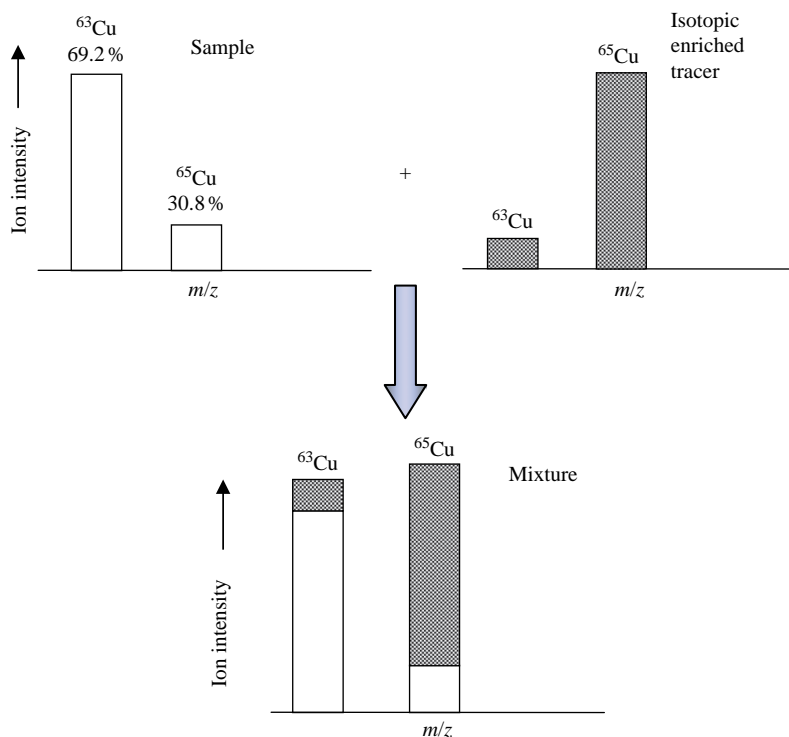 ⁶³Cu
69.2 %
Sample
⁶⁵Cu
30.8 %
Ion intensity
m/z
+
Isotopic
enriched
tracer
⁶⁵Cu
⁶³Cu
m/z
⁶³Cu
⁶⁵Cu
Mixture
Ion intensity
m/z